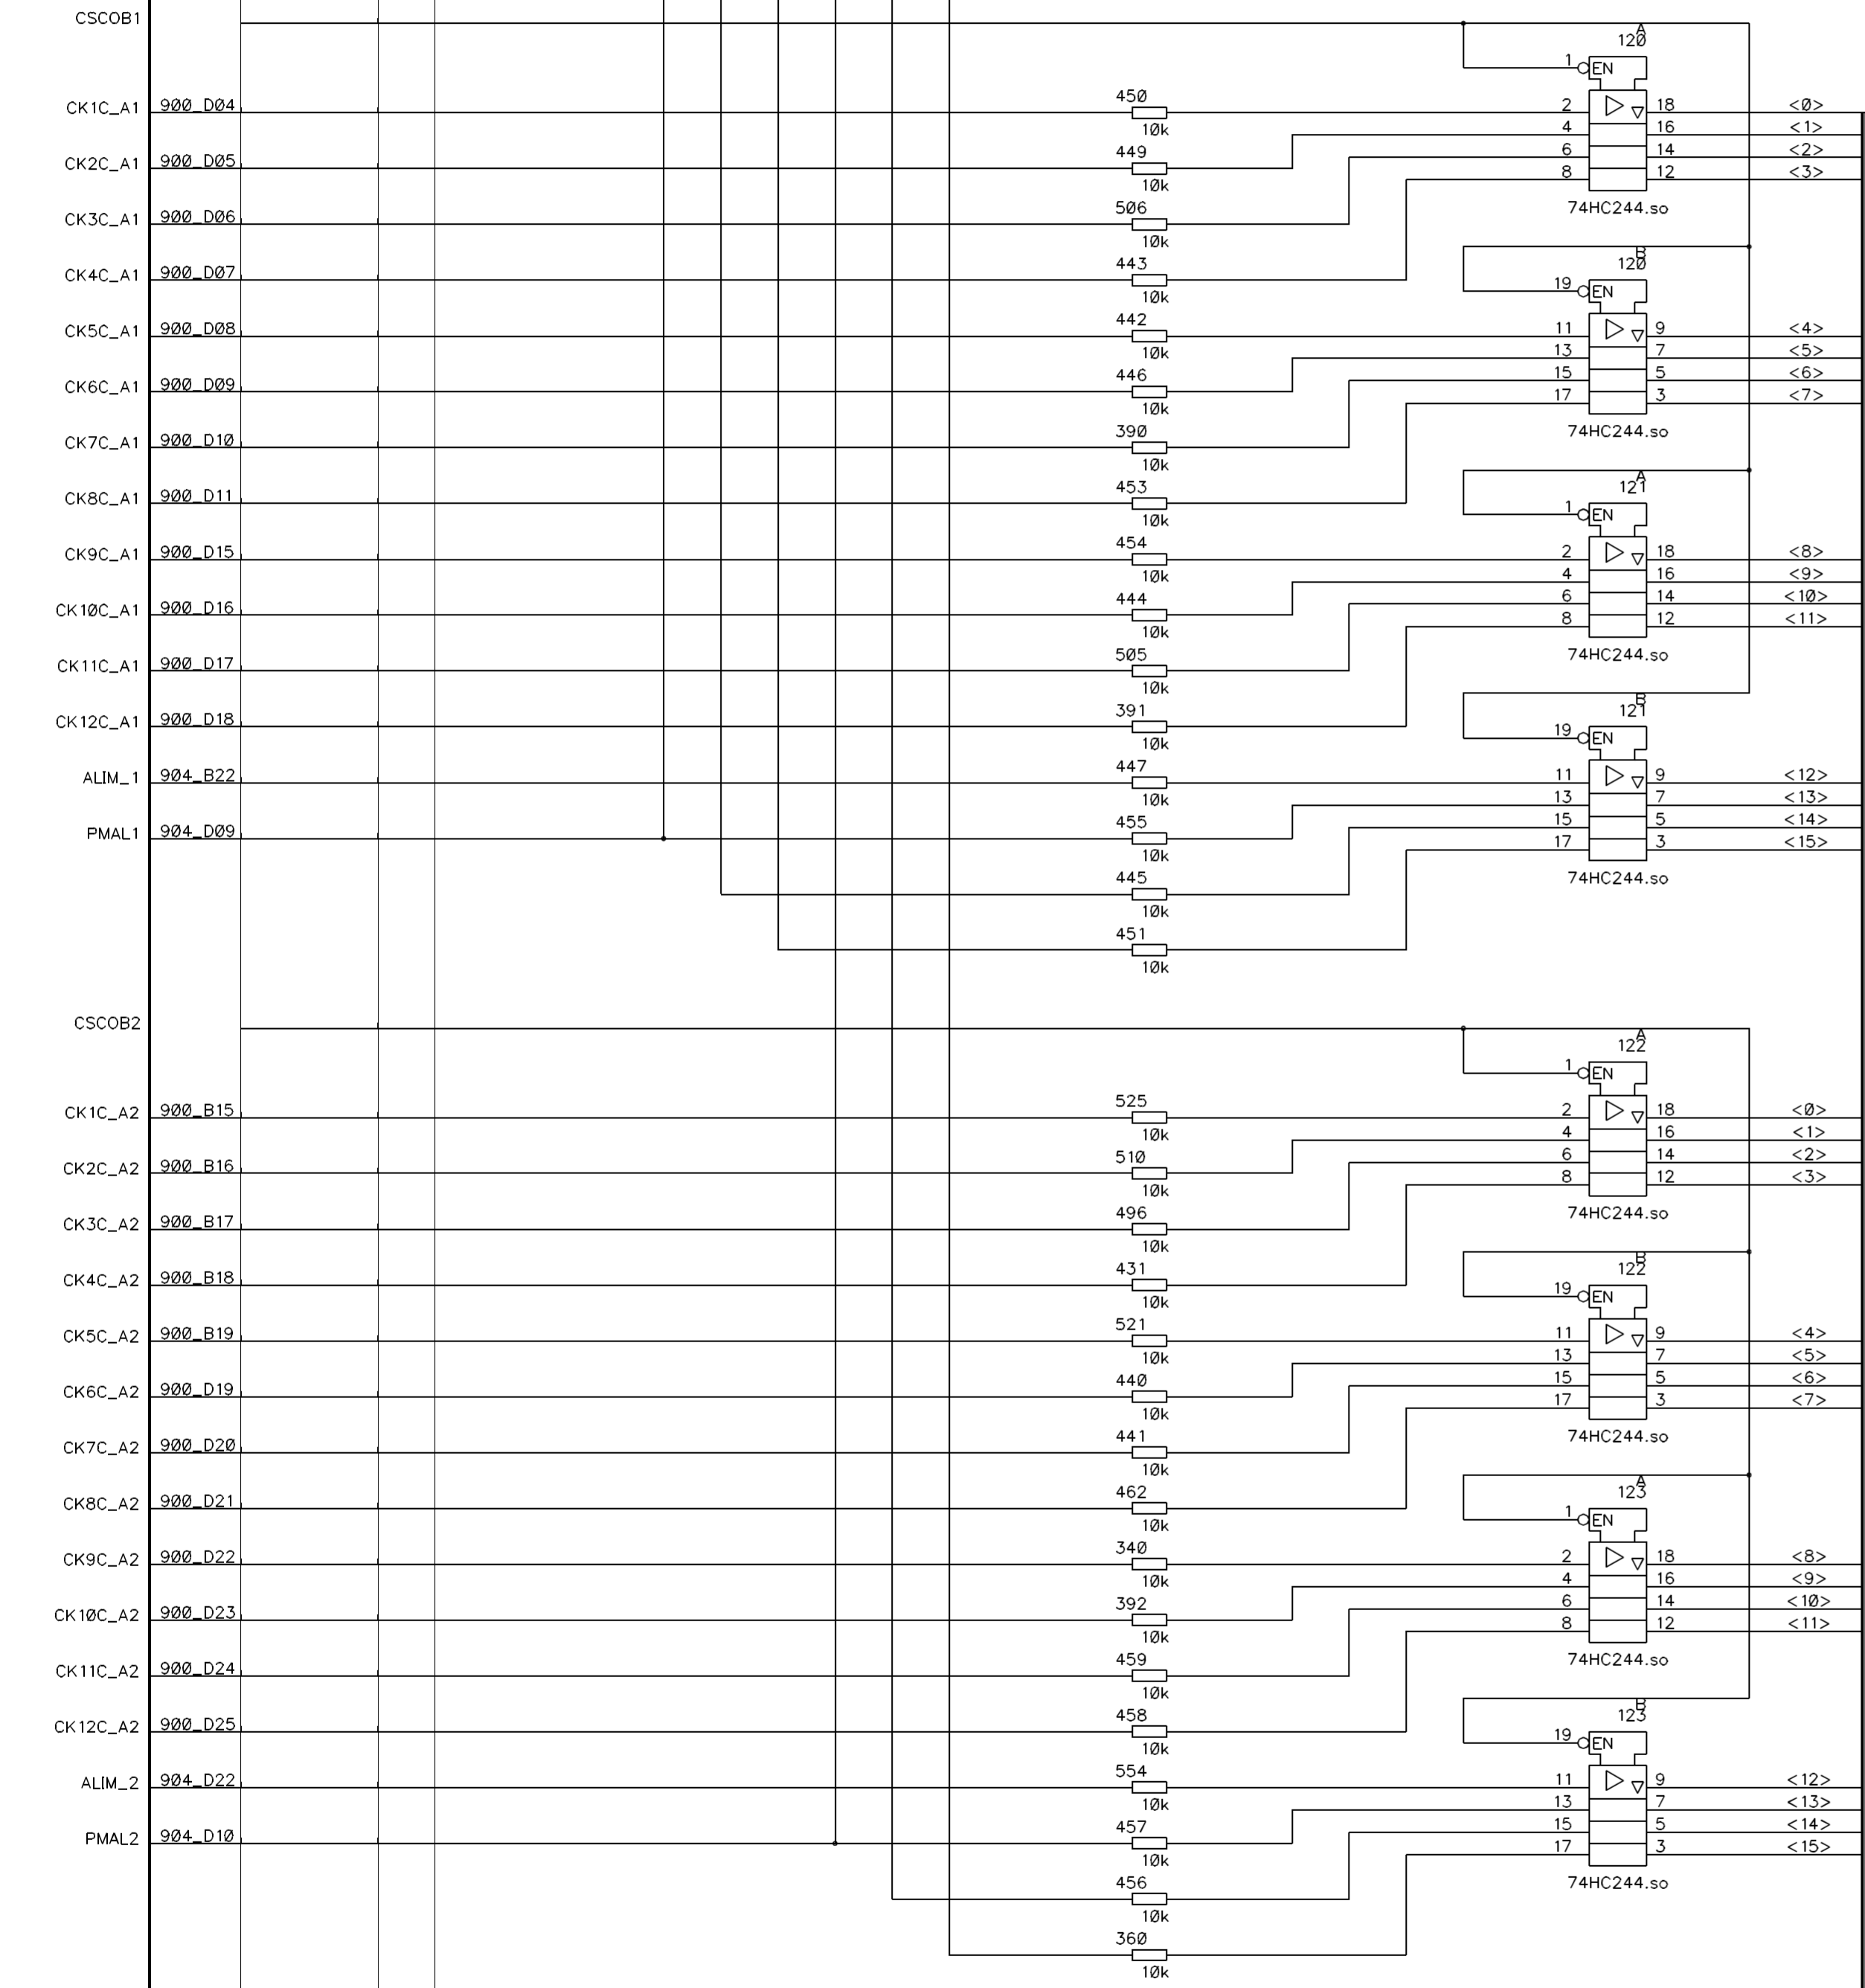 CSCOB1
A
120
1 EN
CK1C_A1 900_D04 450 10k 2 18 <0>
4 16 <1>
CK2C_A1 900_D05 449 10k 6 14 <2>
8 12 <3>
CK3C_A1 900_D06 506 10k
74HC244.so
CK4C_A1 900_D07 443 10k
B
120
19 EN
CK5C_A1 900_D08 442 10k 11 9 <4>
13 7 <5>
CK6C_A1 900_D09 446 10k 15 5 <6>
17 3 <7>
CK7C_A1 900_D10 390 10k
74HC244.so
CK8C_A1 900_D11 453 10k
A
121
1 EN
CK9C_A1 900_D15 454 10k 2 18 <8>
4 16 <9>
CK10C_A1 900_D16 444 10k 6 14 <10>
8 12 <11>
CK11C_A1 900_D17 505 10k
74HC244.so
CK12C_A1 900_D18 391 10k
B
121
19 EN
ALIM_1 904_B22 447 10k 11 9 <12>
13 7 <13>
PMAL1 904_D09 455 10k 15 5 <14>
17 3 <15>
445 10k
74HC244.so
451 10k
CSCOB2
A
122
1 EN
CK1C_A2 900_B15 525 10k 2 18 <0>
4 16 <1>
CK2C_A2 900_B16 510 10k 6 14 <2>
8 12 <3>
CK3C_A2 900_B17 496 10k
74HC244.so
CK4C_A2 900_B18 431 10k
B
122
19 EN
CK5C_A2 900_B19 521 10k 11 9 <4>
13 7 <5>
CK6C_A2 900_D19 440 10k 15 5 <6>
17 3 <7>
CK7C_A2 900_D20 441 10k
74HC244.so
CK8C_A2 900_D21 462 10k
A
123
1 EN
CK9C_A2 900_D22 340 10k 2 18 <8>
4 16 <9>
CK10C_A2 900_D23 392 10k 6 14 <10>
8 12 <11>
CK11C_A2 900_D24 459 10k
74HC244.so
CK12C_A2 900_D25 458 10k
B
123
19 EN
ALIM_2 904_D22 554 10k 11 9 <12>
13 7 <13>
PMAL2 904_D10 457 10k 15 5 <14>
17 3 <15>
456 10k
74HC244.so
360 10k